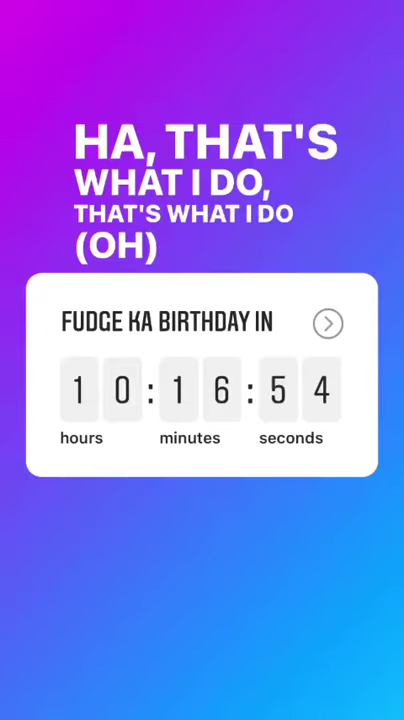 HA, THAT'S
WHAT I DO,
THAT'S WHAT I DO
(OH)
FUDGE KA BIRTHDAY IN
10:16:54
hours minutes seconds